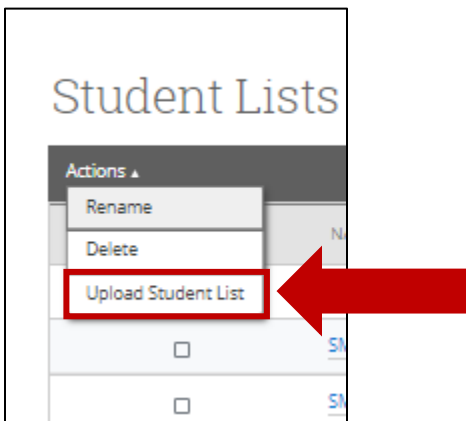 Student Lists
Actions ▴
Rename
Delete
Upload Student List